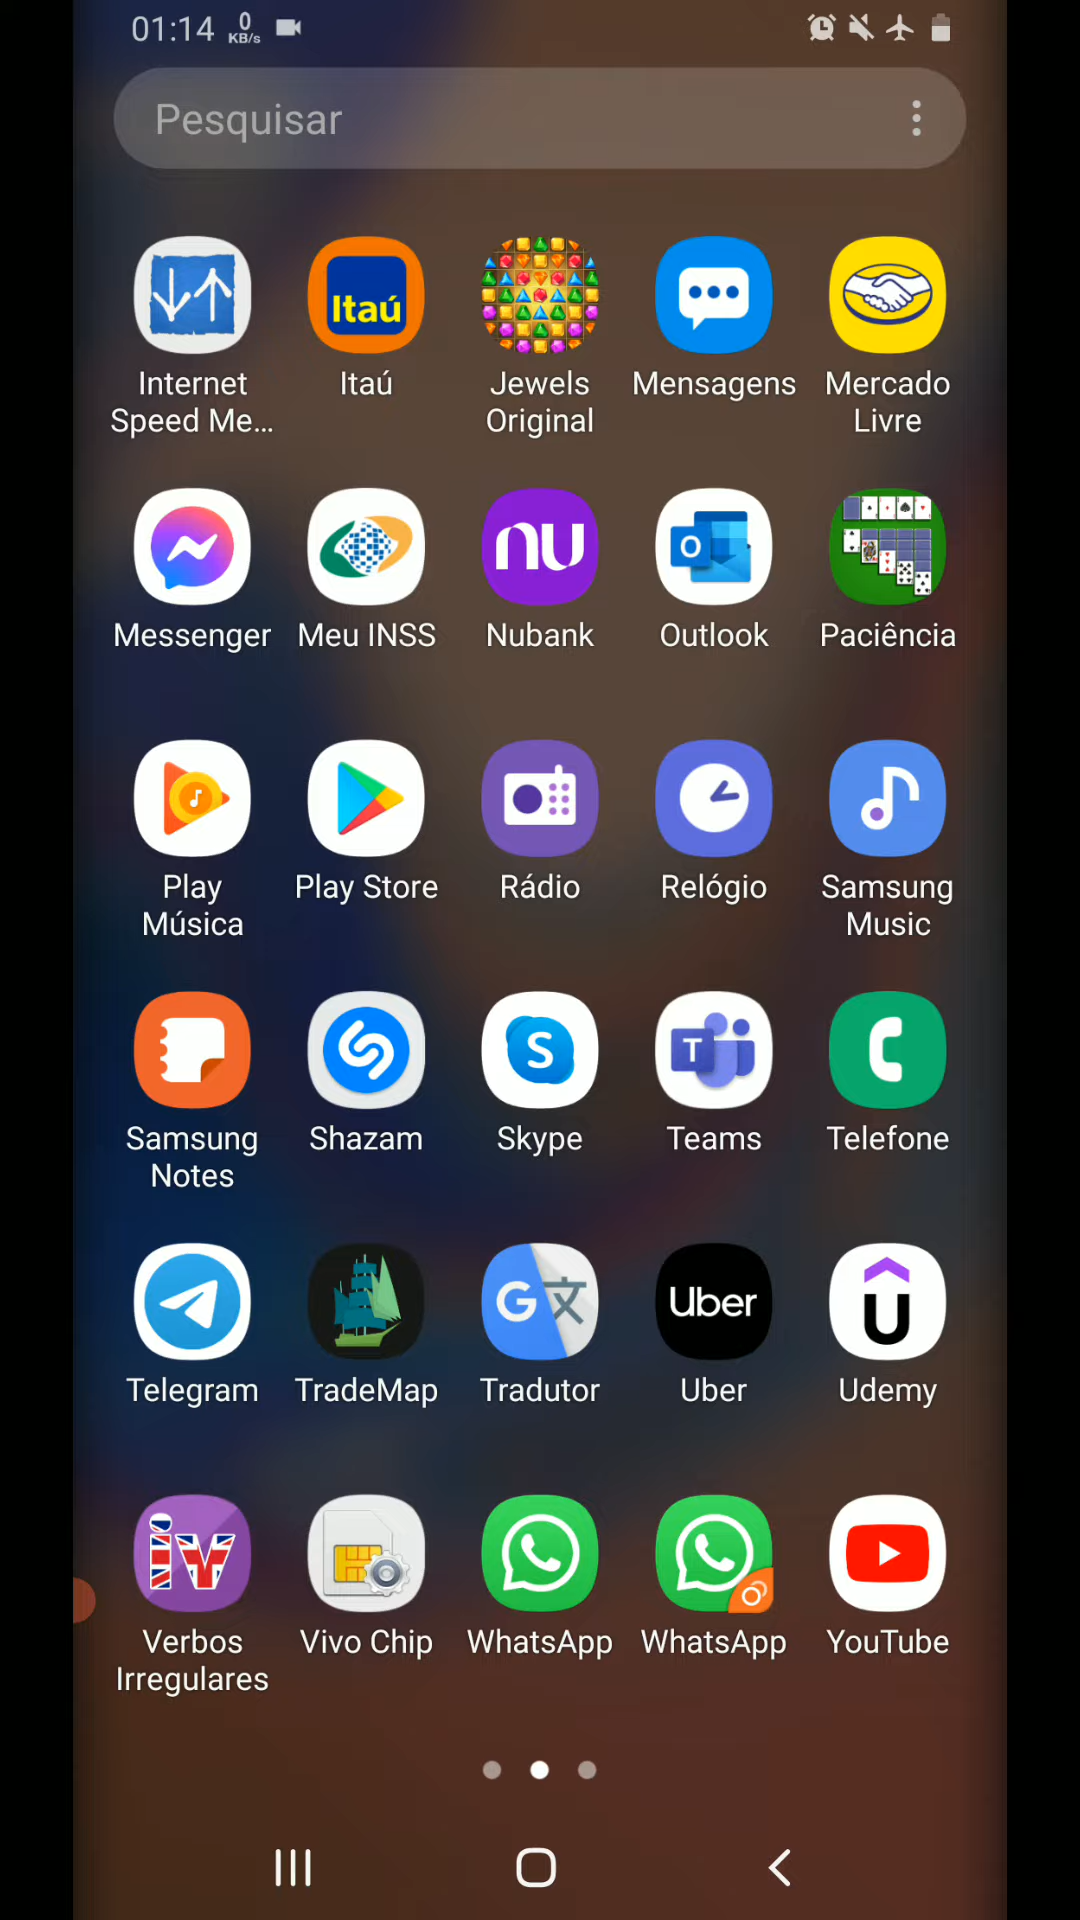 01:14 0 KB/s
Pesquisar
Itaú
Internet Speed Me...
Itaú
Jewels Original
Mensagens
Mercado Livre
nu
O
Messenger
Meu INSS
Nubank
Outlook
Paciência
Play Música
Play Store
Rádio
Relógio
Samsung Music
S
T
Samsung Notes
Shazam
Skype
Teams
Telefone
G 文
Uber
U
Telegram
TradeMap
Tradutor
Uber
Udemy
iv
Verbos Irregulares
Vivo Chip
WhatsApp
WhatsApp
YouTube